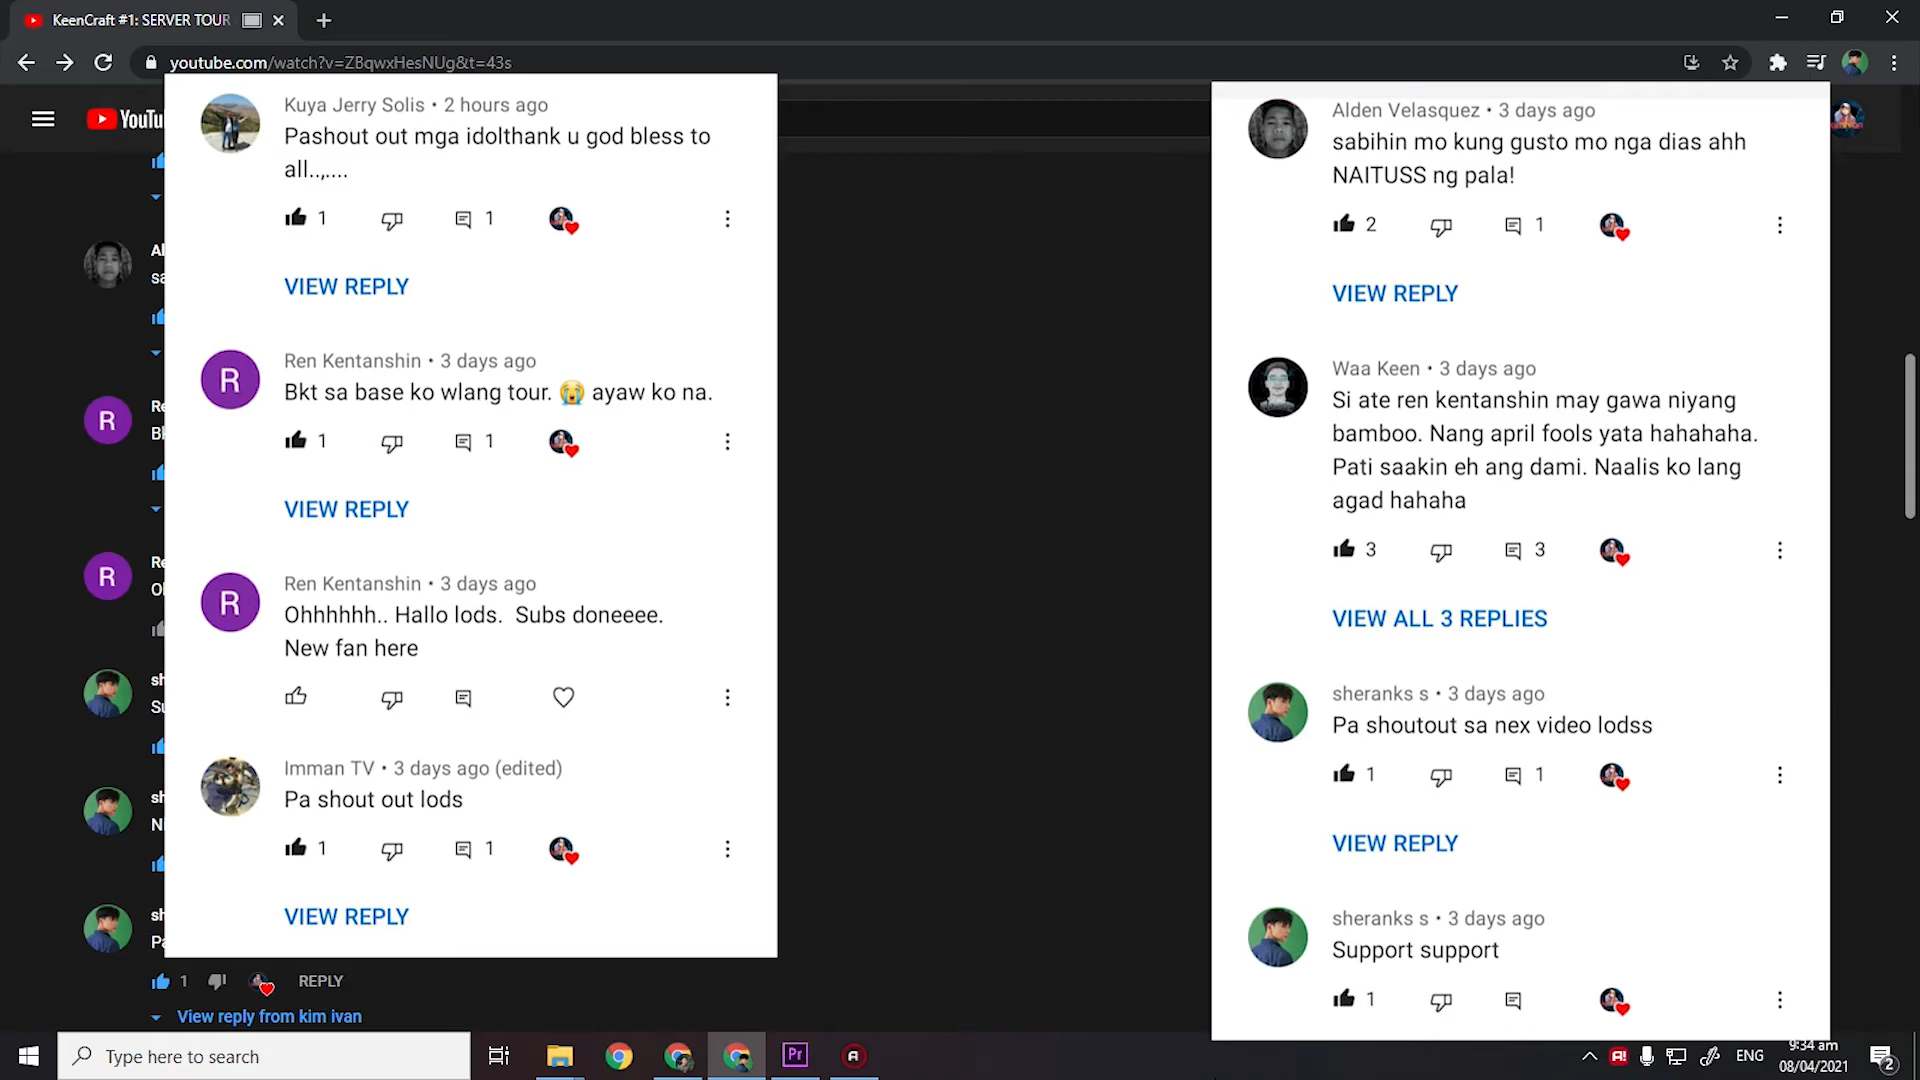 KeenCraft #1: SERVER TOUR
youtube.com/watch?v=ZBqwxHesNUg&t=43s
Kuya Jerry Solis • 2 hours ago
Pashout out mga idolthank u god bless to
all..,....
1
1
VIEW REPLY
Ren Kentanshin • 3 days ago
Bkt sa base ko wlang tour. 😭 ayaw ko na.
1
1
VIEW REPLY
Ren Kentanshin • 3 days ago
Ohhhhhh.. Hallo lods.  Subs doneeee.
New fan here
Imman TV • 3 days ago (edited)
Pa shout out lods
1
1
VIEW REPLY
1
REPLY
View reply from kim ivan
Alden Velasquez • 3 days ago
sabihin mo kung gusto mo nga dias ahh
NAITUSS ng pala!
2
1
VIEW REPLY
Waa Keen • 3 days ago
Si ate ren kentanshin may gawa niyang
bamboo. Nang april fools yata hahahaha.
Pati saakin eh ang dami. Naalis ko lang
agad hahaha
3
3
VIEW ALL 3 REPLIES
sheranks s • 3 days ago
Pa shoutout sa nex video lodss
1
1
VIEW REPLY
sheranks s • 3 days ago
Support support
1
Type here to search
Pr
ENG
9:34 am
08/04/2021
2